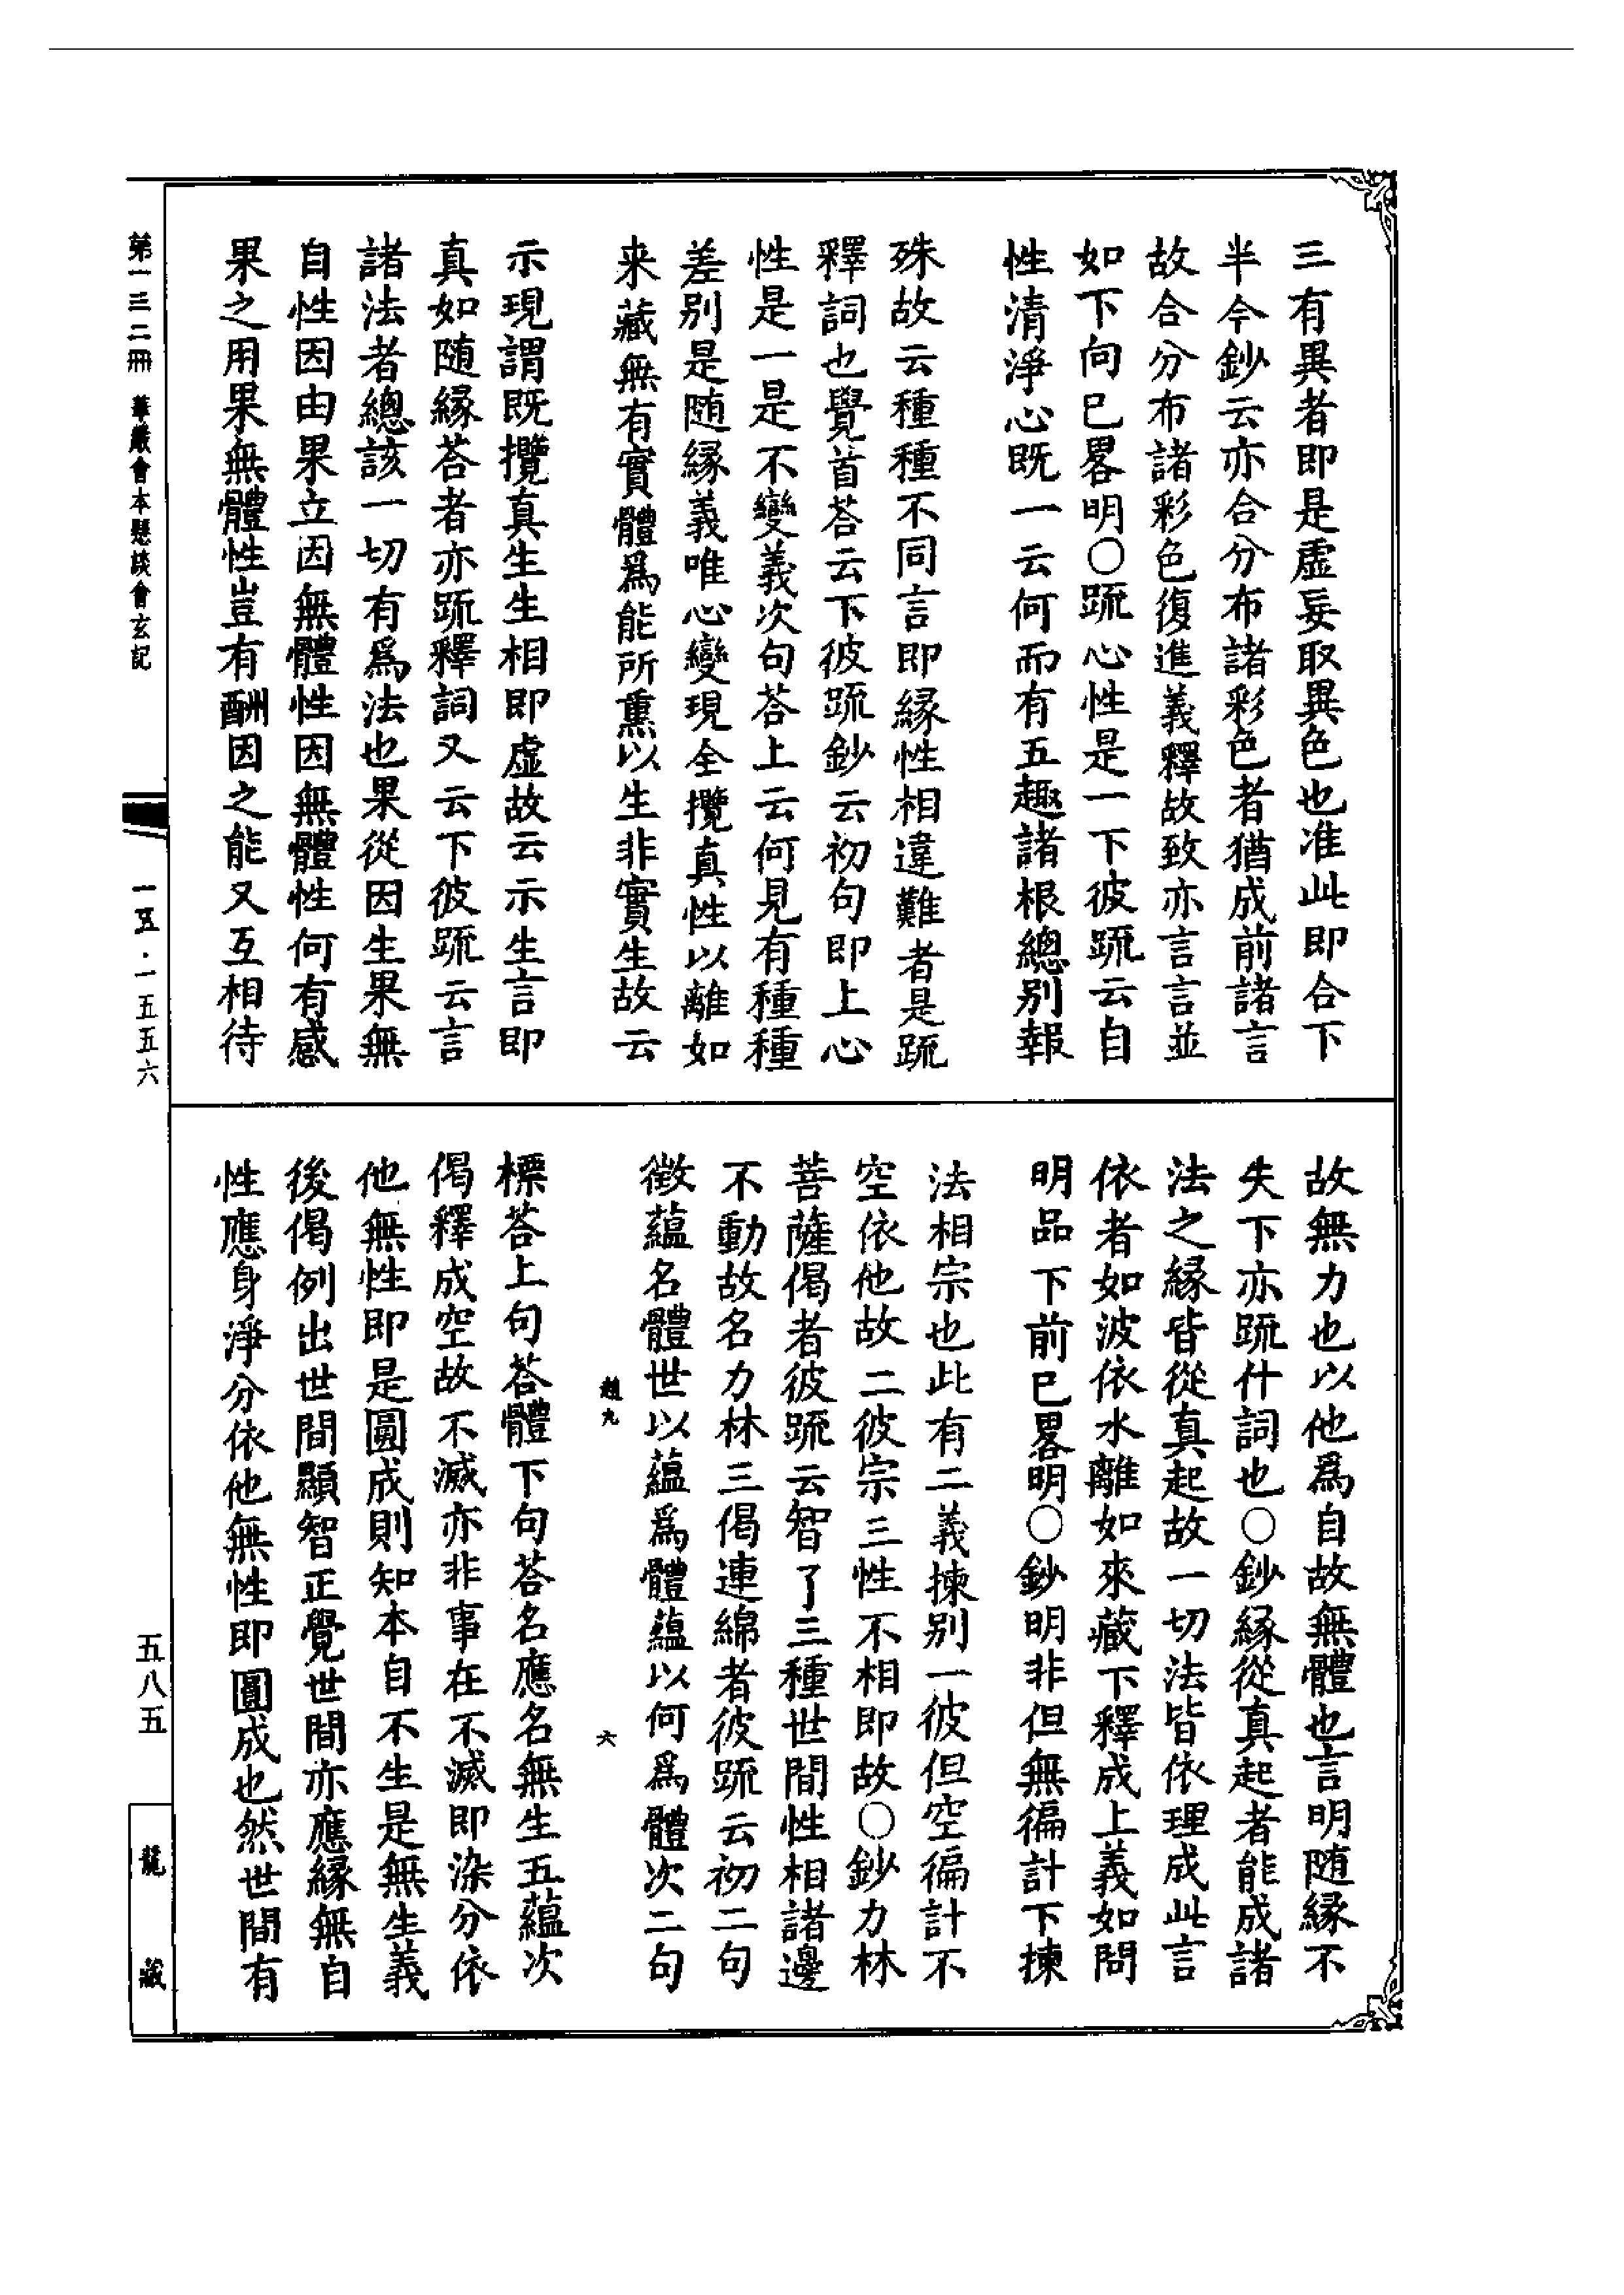 三有異者即是虛妄取異色也准此即合下
半今鈔云亦合分布諸彩色者猶成前諸言
故合分布諸彩色復進義釋故致亦言言並
如下向已畧明〇䟽心性是一下彼䟽云自
性清淨心既一云何而有五趣諸根總別報
殊故云種種不同言即緣性相違難者是䟽
釋詞也覺首荅云下彼䟽鈔云初句即上心
性是一是不變義次句荅上云何見有種種
差別是随緣義唯心變現全攬真性以離如
来藏無有實體為能所熏以生非實生故云
示現謂既攬真生生相即虛故云示生言即
真如随緣荅者亦䟽釋詞又云下彼䟽云言
諸法者總該一切有為法也果從因生果無
自性因由果立因無體性因無體性何有感
果之用果無體性豈有酬因之能又互相待
故無力也以他為自故無體也言明随緣不
失下亦䟽什詞也〇鈔緣從真起者能成諸
法之緣皆從真起故一切法皆依理成此言
依者如波依水離如來藏下釋成上義如問
明品下前已畧明〇鈔明非但無徧計下揀
法相宗也此有二義揀別一彼但空徧計不
空依他故二彼宗三性不相即故〇鈔力林
菩薩偈者彼䟽云智了三種世間性相諸邊
不動故名力林三偈連綿者彼䟽云初二句
徵蘊名體世以蘊為體蘊以何為體次二句
趙九 六
標荅上句荅體下句荅名應名無生五蘊次
偈釋成空故不滅亦非事在不滅即染分依
他無性即是圓成則知本自不生是無生義
後偈例出世間顯智正覺世間亦應緣無自
性應身淨分依他無性即圓成也然世間有
第一三二冊 華嚴會本懸談會玄記
一五·一五五六
五八五
龍藏